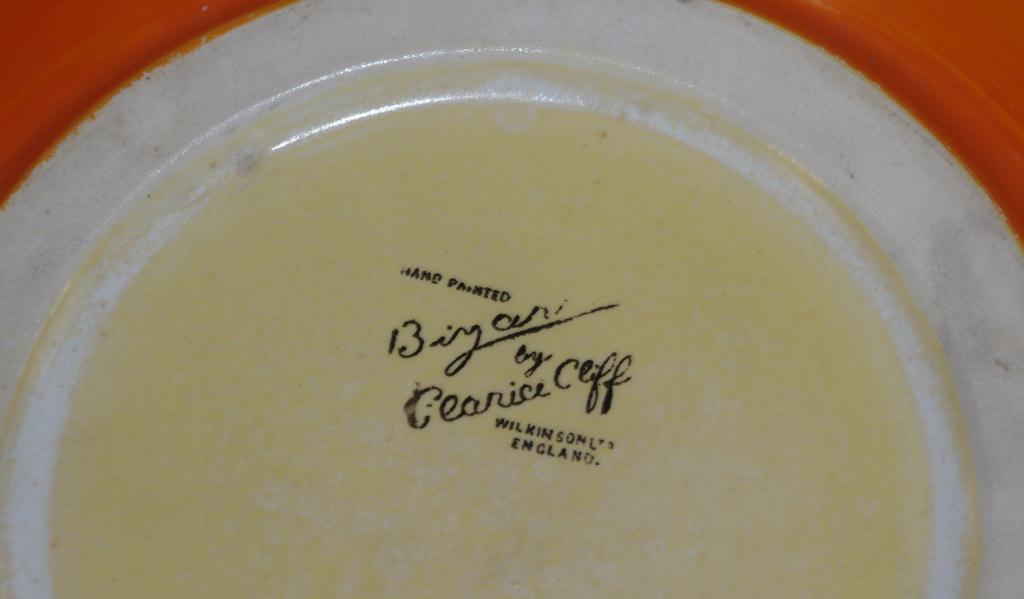 HAND PAINTED
Bizarre
by
Clarice Cliff
WILKINSON LTD
ENGLAND.